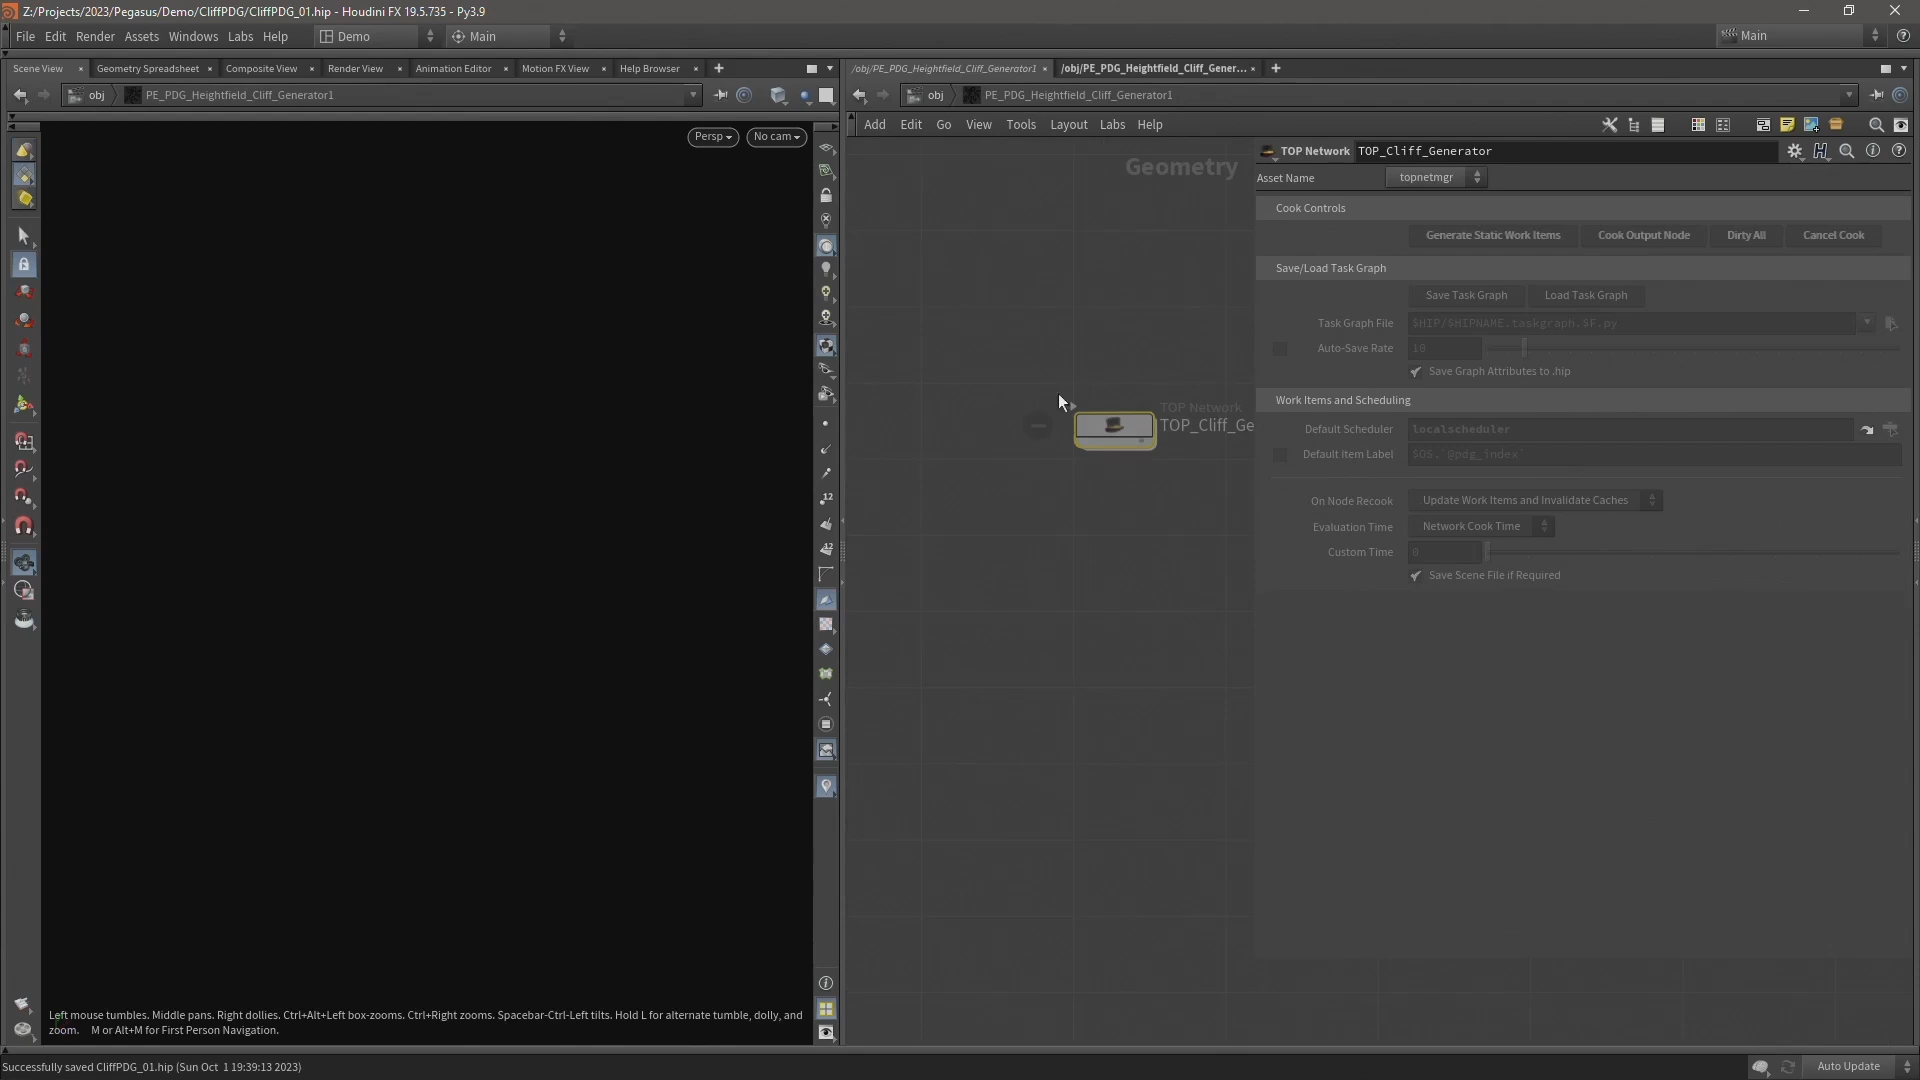 Z:/Projects/2023/Pegasus/Demo/CliffPDG/CliffPDG_01.hip - Houdini FX 19.5.735 - Py3.9
File Edit Render Assets Windows Labs Help Demo Main Main
Scene View Geometry Spreadsheet Composite View Render View Animation Editor Motion FX View Help Browser
/obj/PE_PDG_Heightfield_Cliff_Generator1 /obj/PE_PDG_Heightfield_Cliff_Gener...
obj PE_PDG_Heightfield_Cliff_Generator1
obj PE_PDG_Heightfield_Cliff_Generator1
Add Edit Go View Tools Layout Labs Help
Persp No cam
Geometry
TOP Network TOP_Cliff_Generator
Asset Name topnetmgr
Cook Controls
Generate Static Work Items Cook Output Node Dirty All Cancel Cook
Save/Load Task Graph
Save Task Graph Load Task Graph
Task Graph File $HIP/$HIPNAME.taskgraph.$F.py
Auto-Save Rate 10
Save Graph Attributes to .hip
Work Items and Scheduling
TOP Network
TOP_Cliff_Ge
Default Scheduler localscheduler
Default Item Label $OS.`@pdg_index`
On Node Recook Update Work Items and Invalidate Caches
Evaluation Time Network Cook Time
Custom Time 0
Save Scene File if Required
12
12
Left mouse tumbles. Middle pans. Right dollies. Ctrl+Alt+Left box-zooms. Ctrl+Right zooms. Spacebar-Ctrl-Left tilts. Hold L for alternate tumble, dolly, and
zoom. M or Alt+M for First Person Navigation.
Successfully saved CliffPDG_01.hip (Sun Oct 1 19:39:13 2023)
Auto Update